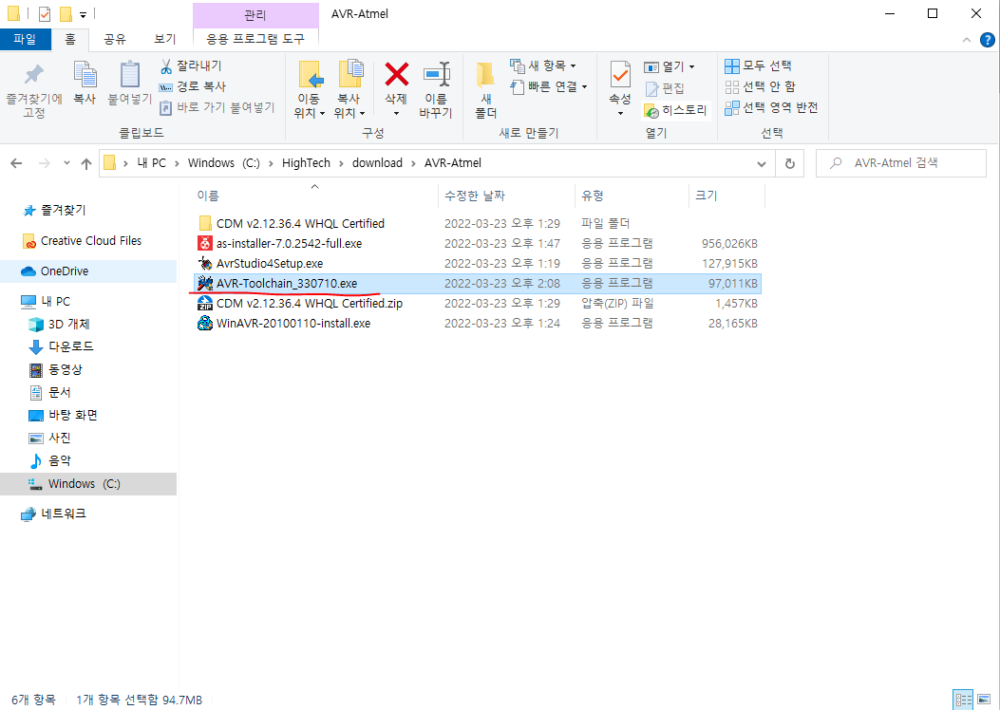 관리
AVR-Atmel
파일
홈
공유
보기
응용 프로그램 도구
즐겨찾기에
고정
복사
붙여넣기
잘라내기
경로 복사
바로 가기 붙여넣기
클립보드
이동
위치
복사
위치
삭제
이름
바꾸기
구성
새
폴더
새 항목
빠른 연결
새로 만들기
속성
열기
편집
히스토리
열기
모두 선택
선택 안 함
선택 영역 반전
선택
내 PC > Windows (C:) > HighTech > download > AVR-Atmel
AVR-Atmel 검색
즐겨찾기
Creative Cloud Files
OneDrive
내 PC
3D 개체
다운로드
동영상
문서
바탕 화면
사진
음악
Windows (C:)
네트워크
이름 수정한 날짜 유형 크기
CDM v2.12.36.4 WHQL Certified 2022-03-23 오후 1:29 파일 폴더
as-installer-7.0.2542-full.exe 2022-03-23 오후 1:47 응용 프로그램 956,026KB
AvrStudio4Setup.exe 2022-03-23 오후 1:19 응용 프로그램 127,915KB
AVR-Toolchain_330710.exe 2022-03-23 오후 2:08 응용 프로그램 97,011KB
CDM v2.12.36.4 WHQL Certified.zip 2022-03-23 오후 1:29 압축(ZIP) 파일 1,457KB
WinAVR-20100110-install.exe 2022-03-23 오후 1:24 응용 프로그램 28,165KB
6개 항목 1개 항목 선택함 94.7MB